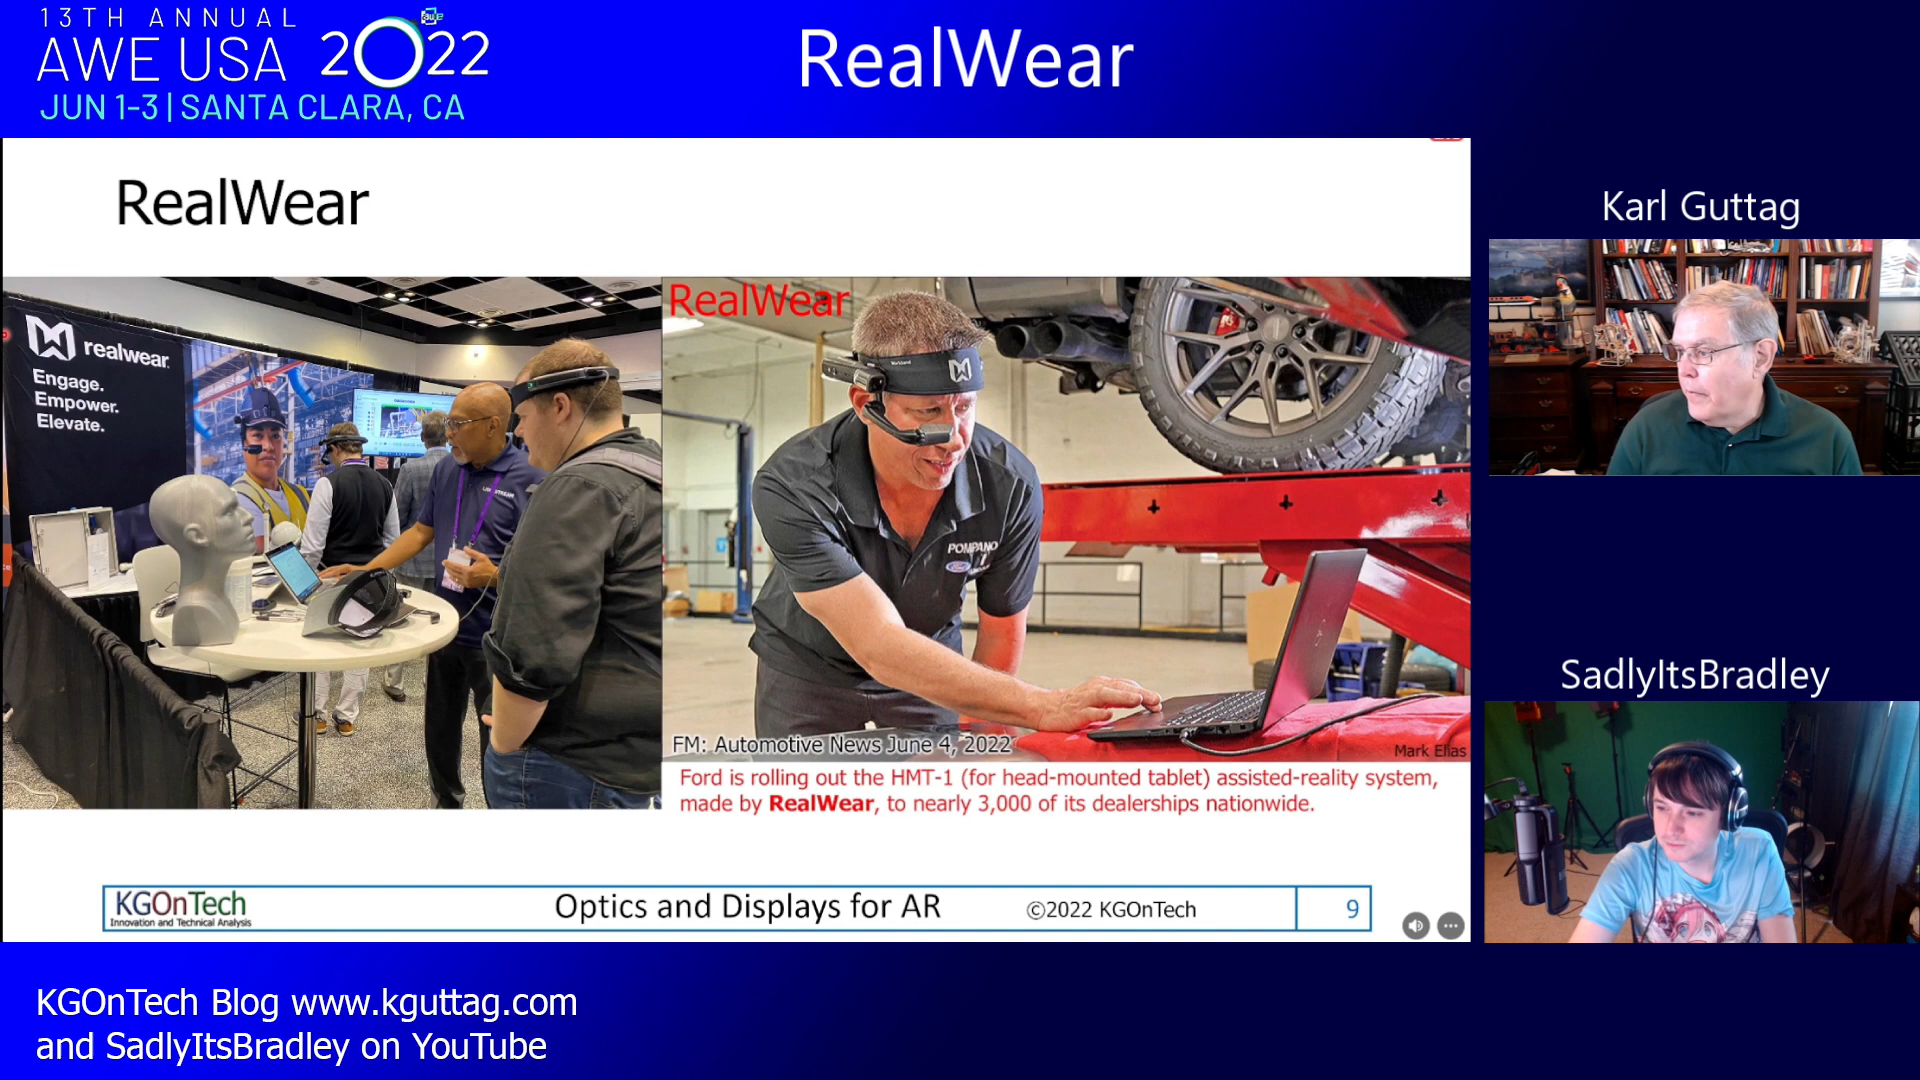 13TH ANNUAL
AWE USA 2022
JUN 1-3 | SANTA CLARA, CA
RealWear
RealWear
realwear
Engage.
Empower.
Elevate.
RealWear
POMPANO
Ford
FM: Automotive News June 4, 2022
Mark Elias
Ford is rolling out the HMT-1 (for head-mounted tablet) assisted-reality system,
made by RealWear, to nearly 3,000 of its dealerships nationwide.
KGOnTech
Innovation and Technical Analysis
Optics and Displays for AR
©2022 KGOnTech
9
Karl Guttag
SadlyItsBradley
KGOnTech Blog www.kguttag.com
and SadlyItsBradley on YouTube